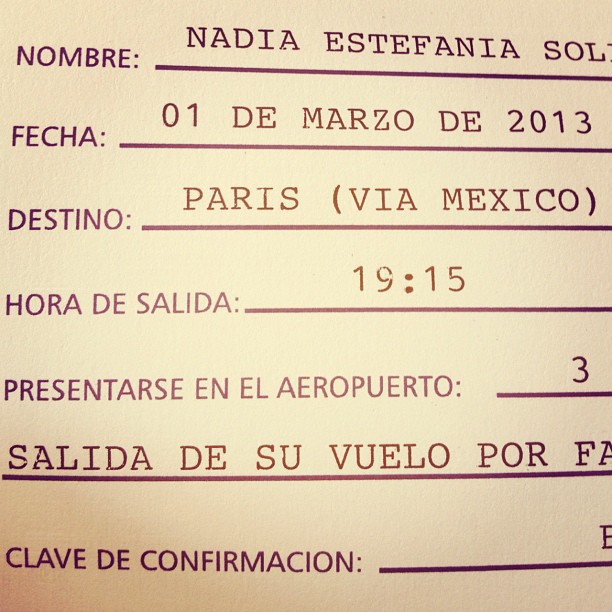 NOMBRE: NADIA ESTEFANIA
FECHA: 01 DE MARZO DE 2013
DESTINO: PARIS (VIA MEXICO)
HORA DE SALIDA: 19:15
PRESENTARSE EN EL AEROPUERTO: 3
SALIDA DE SU VUELO POR
CLAVE DE CONFIRMACION: